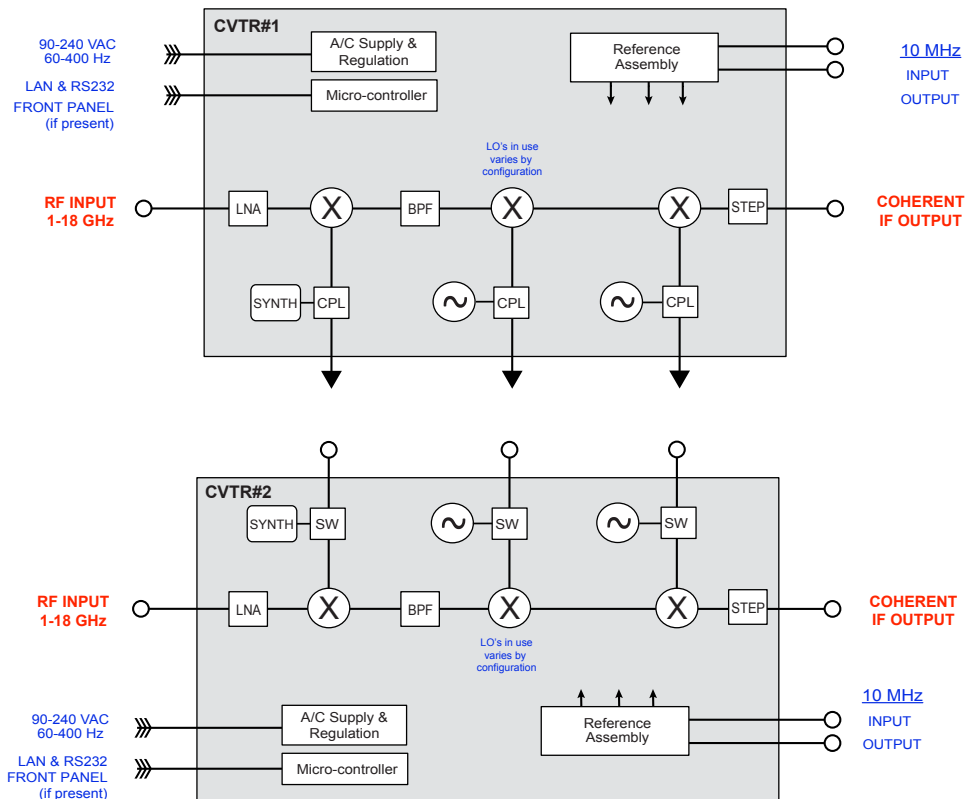 CVTR#1
90-240 VAC
60-400 Hz
A/C Supply &
Regulation
Reference
Assembly
10 MHz
INPUT
OUTPUT
LAN & RS232
FRONT PANEL
(if present)
Micro-controller
LO's in use
varies by
configuration
RF INPUT
1-18 GHz
LNA
X
BPF
X
X
STEP
COHERENT
IF OUTPUT
SYNTH
CPL
CPL
CPL
CVTR#2
SYNTH
SW
SW
SW
RF INPUT
1-18 GHz
LNA
X
BPF
X
X
STEP
COHERENT
IF OUTPUT
LO's in use
varies by
configuration
90-240 VAC
60-400 Hz
A/C Supply &
Regulation
Reference
Assembly
10 MHz
INPUT
OUTPUT
LAN & RS232
FRONT PANEL
(if present)
Micro-controller